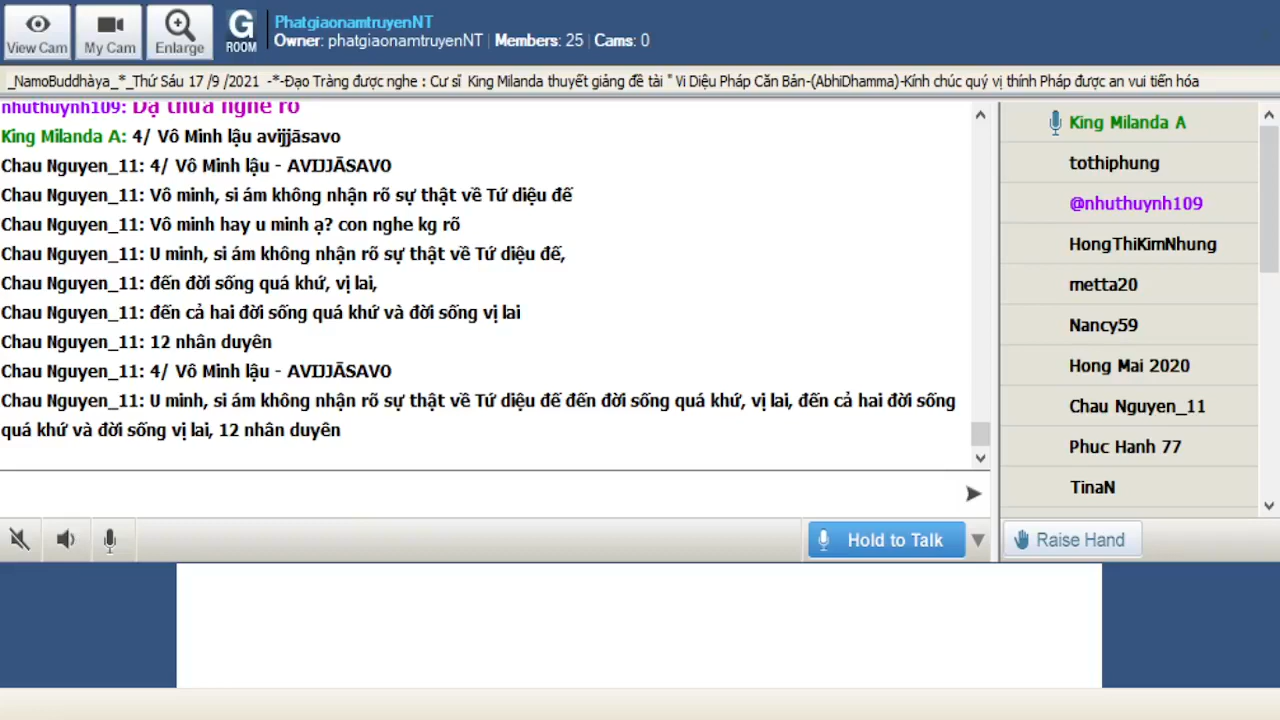 View Cam
My Cam
Enlarge
G
ROOM
PhatgiaonamtruyenNT
Owner: phatgiaonamtruyenNT | Members: 25 | Cams: 0
_NamoBuddhàya_*_Thứ Sáu 17 /9 /2021 -*-Đạo Tràng được nghe : Cư sĩ King Milanda thuyết giảng đề tài " Vi Diệu Pháp Căn Bản-(AbhiDhamma)-Kính chúc quý vị thính Pháp được an vui tiến hóa
nhuthuynh109: Dạ thưa nghe rõ
King Milanda A: 4/ Vô Minh lậu avijjāsavo
Chau Nguyen_11: 4/ Vô Minh lậu - AVIJJĀSAVO
Chau Nguyen_11: Vô minh, si ám không nhận rõ sự thật về Tứ diệu đế
Chau Nguyen_11: Vô minh hay u minh ạ? con nghe kg rõ
Chau Nguyen_11: U minh, si ám không nhận rõ sự thật về Tứ diệu đế,
Chau Nguyen_11: đến đời sống quá khứ, vị lai,
Chau Nguyen_11: đến cả hai đời sống quá khứ và đời sống vị lai
Chau Nguyen_11: 12 nhân duyên
Chau Nguyen_11: 4/ Vô Minh lậu - AVIJJĀSAVO
Chau Nguyen_11: U minh, si ám không nhận rõ sự thật về Tứ diệu đế đến đời sống quá khứ, vị lai, đến cả hai đời sống
quá khứ và đời sống vị lai, 12 nhân duyên
King Milanda A
tothiphung
@nhuthuynh109
HongThiKimNhung
metta20
Nancy59
Hong Mai 2020
Chau Nguyen_11
Phuc Hanh 77
TinaN
Hold to Talk
Raise Hand